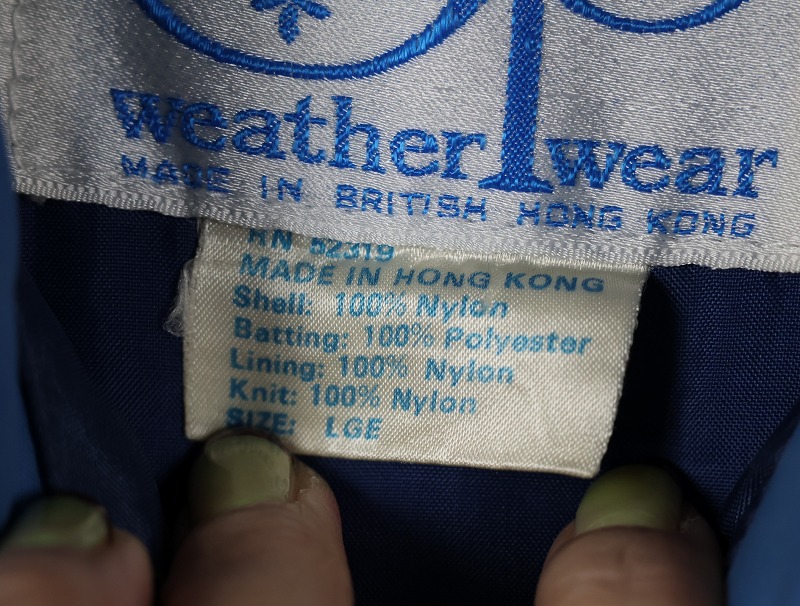 weather wear
MADE IN BRITISH HONG KONG
RN 52319
MADE IN HONG KONG
Shell: 100% Nylon
Batting: 100% Polyester
Lining: 100% Nylon
Knit: 100% Nylon
SIZE: LGE